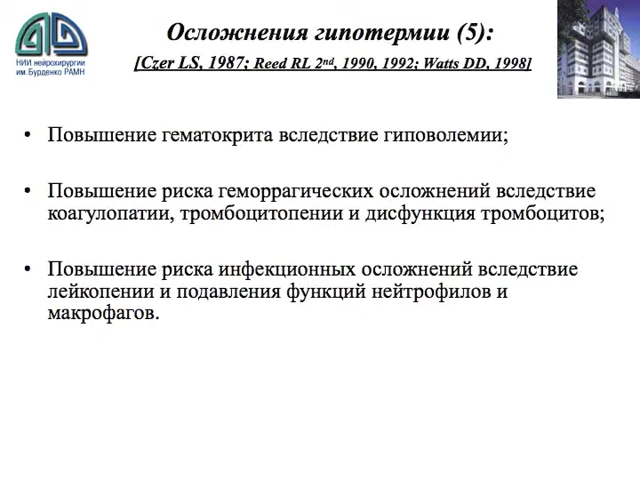 НИИ нейрохирургии
им.Бурденко РАМН
Осложнения гипотермии (5):
[Czer LS, 1987; Reed RL 2nd, 1990, 1992; Watts DD, 1998]
• Повышение гематокрита вследствие гиповолемии;
• Повышение риска геморрагических осложнений вследствие
коагулопатии, тромбоцитопении и дисфункция тромбоцитов;
• Повышение риска инфекционных осложнений вследствие
лейкопении и подавления функций нейтрофилов и
макрофагов.